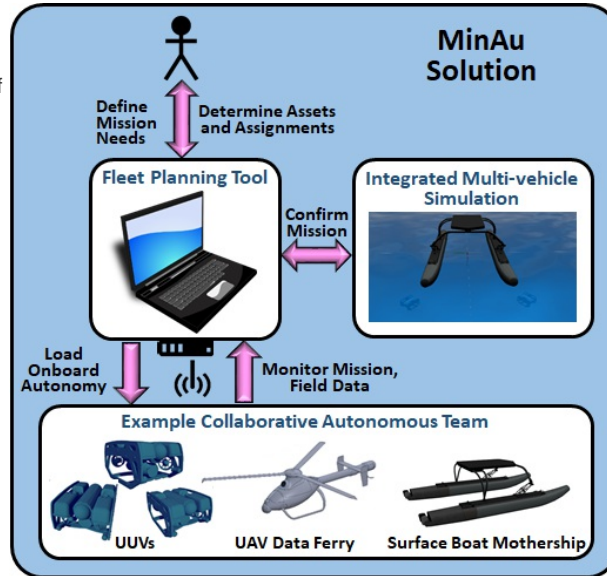 MinAu
Solution
f
Define
Mission
Needs
Determine Assets
and Assignments
Fleet Planning Tool
Integrated Multi-vehicle
Simulation
Confirm
Mission
Load
Onboard
Autonomy
Monitor Mission,
Field Data
Example Collaborative Autonomous Team
UUVs
UAV Data Ferry
Surface Boat Mothership